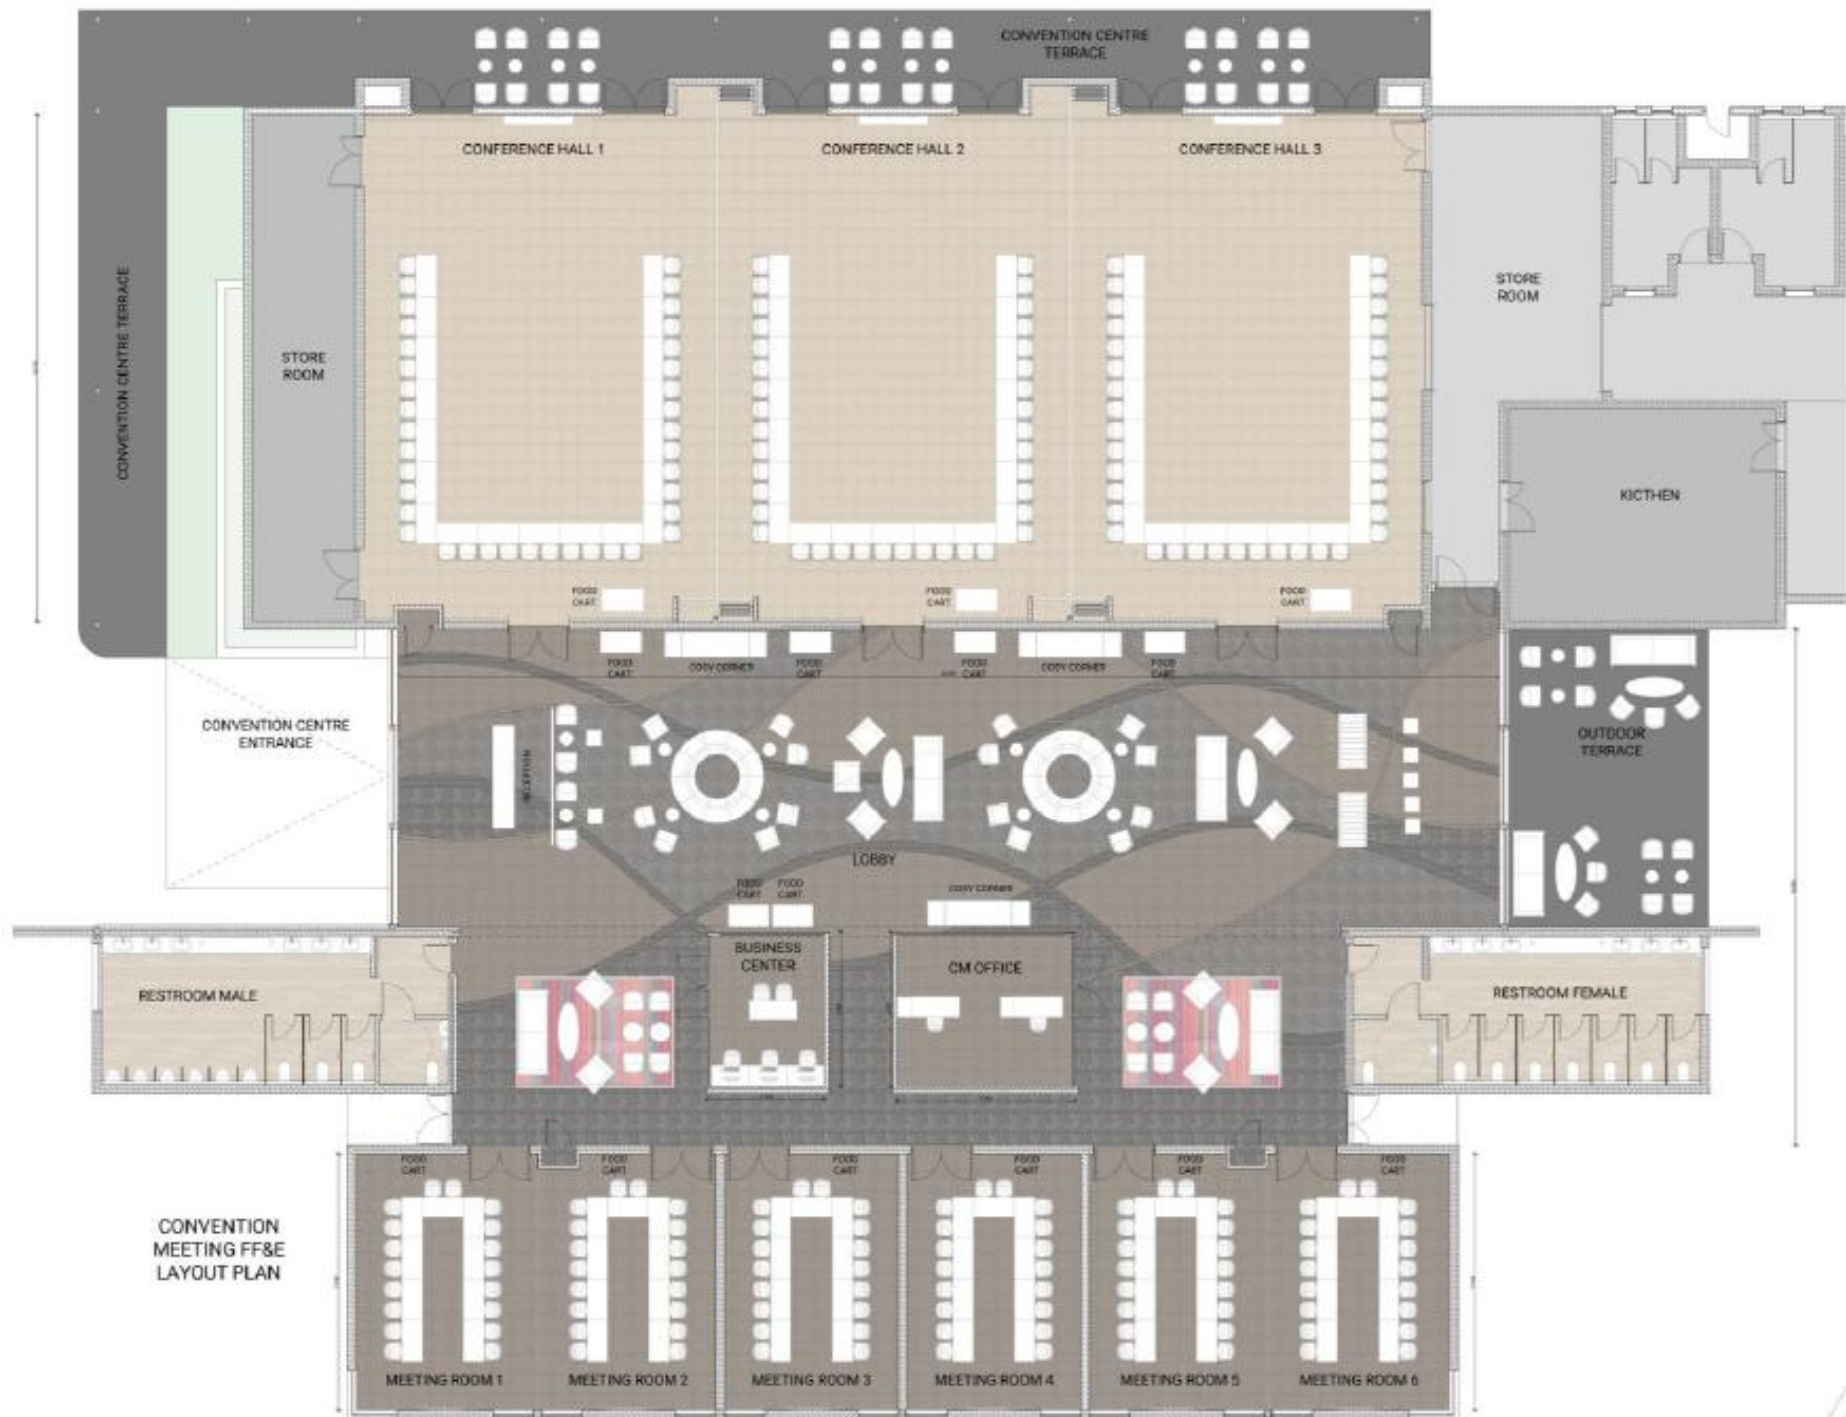 CONVENTION CENTRE
TERRACE
CONFERENCE HALL 1
CONFERENCE HALL 2
CONFERENCE HALL 3
CONVENTION CENTRE TERRACE
STORE
ROOM
STORE
ROOM
KICTHEN
FOOD
CART
FOOD
CART
FOOD
CART
FOOD
CART
COSY CORNER
FOOD
CART
FOOD
CART
COSY CORNER
FOOD
CART
CONVENTION CENTRE
ENTRANCE
RECEPTION
OUTDOOR
TERRACE
LOBBY
FOOD
CART
FOOD
CART
COSY CORNER
BUSINESS
CENTER
CM OFFICE
RESTROOM MALE
RESTROOM FEMALE
FOOD
CART
FOOD
CART
FOOD
CART
FOOD
CART
FOOD
CART
FOOD
CART
CONVENTION
MEETING FF&E
LAYOUT PLAN
MEETING ROOM 1
MEETING ROOM 2
MEETING ROOM 3
MEETING ROOM 4
MEETING ROOM 5
MEETING ROOM 6